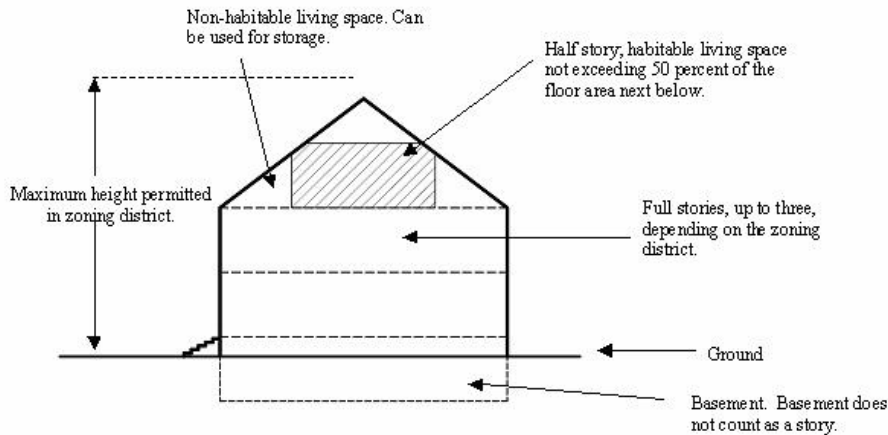 Non-habitable living space. Can
be used for storage.
Half story; habitable living space
not exceeding 50 percent of the
floor area next below.
Maximum height permitted
in zoning district.
Full stories, up to three,
depending on the zoning
district.
Ground
Basement. Basement does
not count as a story.